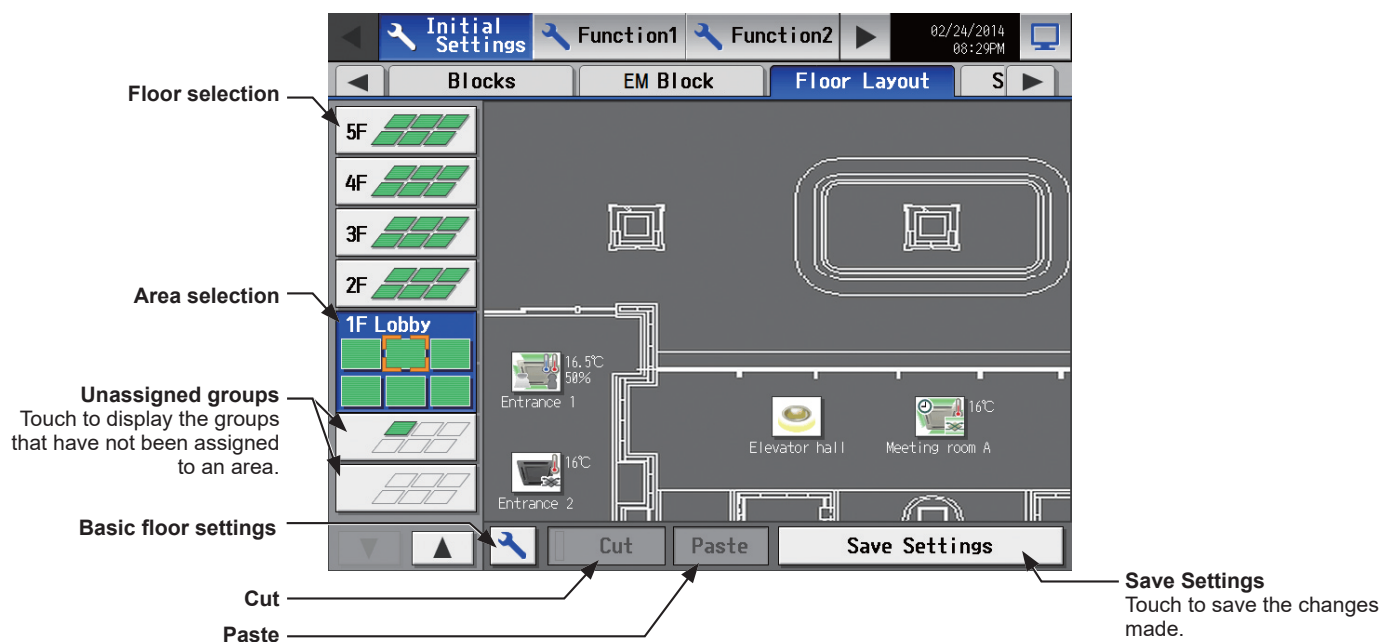 Initial
Settings
Function1
Function2
02/24/2014
08:29PM
Blocks
EM Block
Floor Layout
S
Floor selection
5F
4F
3F
2F
Area selection
1F Lobby
16.5℃
50%
Entrance 1
Unassigned groups
Touch to display the groups
that have not been assigned
to an area.
16℃
Elevator hall
Meeting room A
16℃
Entrance 2
Basic floor settings
Cut
Paste
Save Settings
Cut
Paste
Save Settings
Touch to save the changes
made.